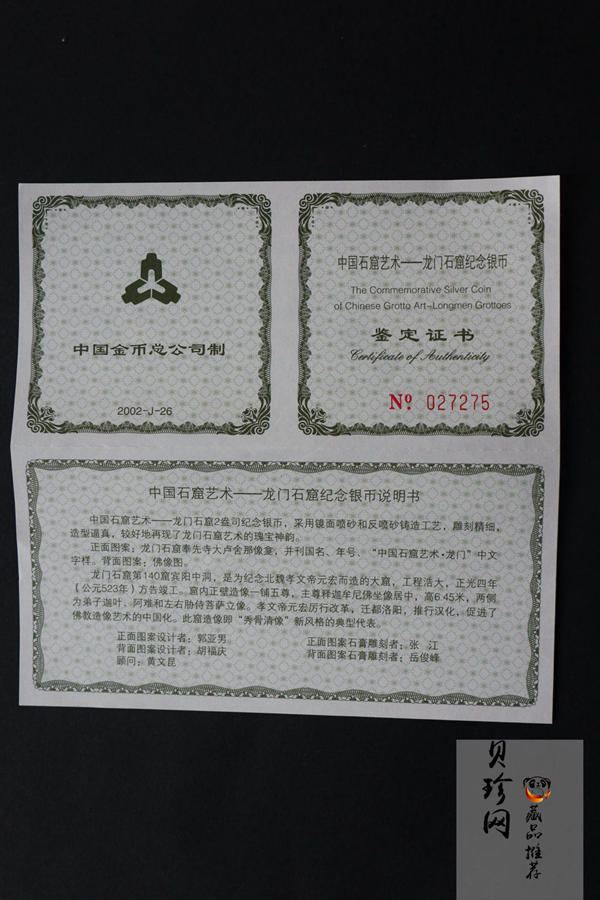 中国金币总公司制
2002-J-26
中国石窟艺术——龙门石窟纪念银币
The Commemorative Silver Coin
of Chinese Grotto Art-Longmen Grottoes
鉴定证书
Certificate of Authenticity
Nº 027275
中国石窟艺术——龙门石窟纪念银币说明书
中国石窟艺术——龙门石窟2盎司纪念银币，采用镜面喷砂和反喷砂铸造工艺，雕刻精细，
造型逼真，较好地再现了龙门石窟艺术的瑰宝神韵。
正面图案：龙门石窟奉先寺大卢舍那像龛，并刊国名、年号、“中国石窟艺术·龙门”中文
字样。背面图案：佛像图。
龙门石窟第140窟宾阳中洞，是为纪念北魏孝文帝元宏而造的大窟，工程浩大，正光四年
（公元523年）方告竣工。窟内正壁造像一铺五尊，主尊释迦牟尼佛坐像居中，高6.45米，两侧
为弟子迦叶、阿难和左右胁侍菩萨立像。孝文帝元宏厉行改革，迁都洛阳，推行汉化，促进了
佛教造像艺术的中国化。此窟造像即“秀骨清像”新风格的典型代表。
正面图案设计者：郭亚男
正面图案石膏雕刻者：张　江
背面图案设计者：胡福庆
背面图案石膏雕刻者：岳俊峰
顾问：黄文昆
贝珍网
藏品推荐